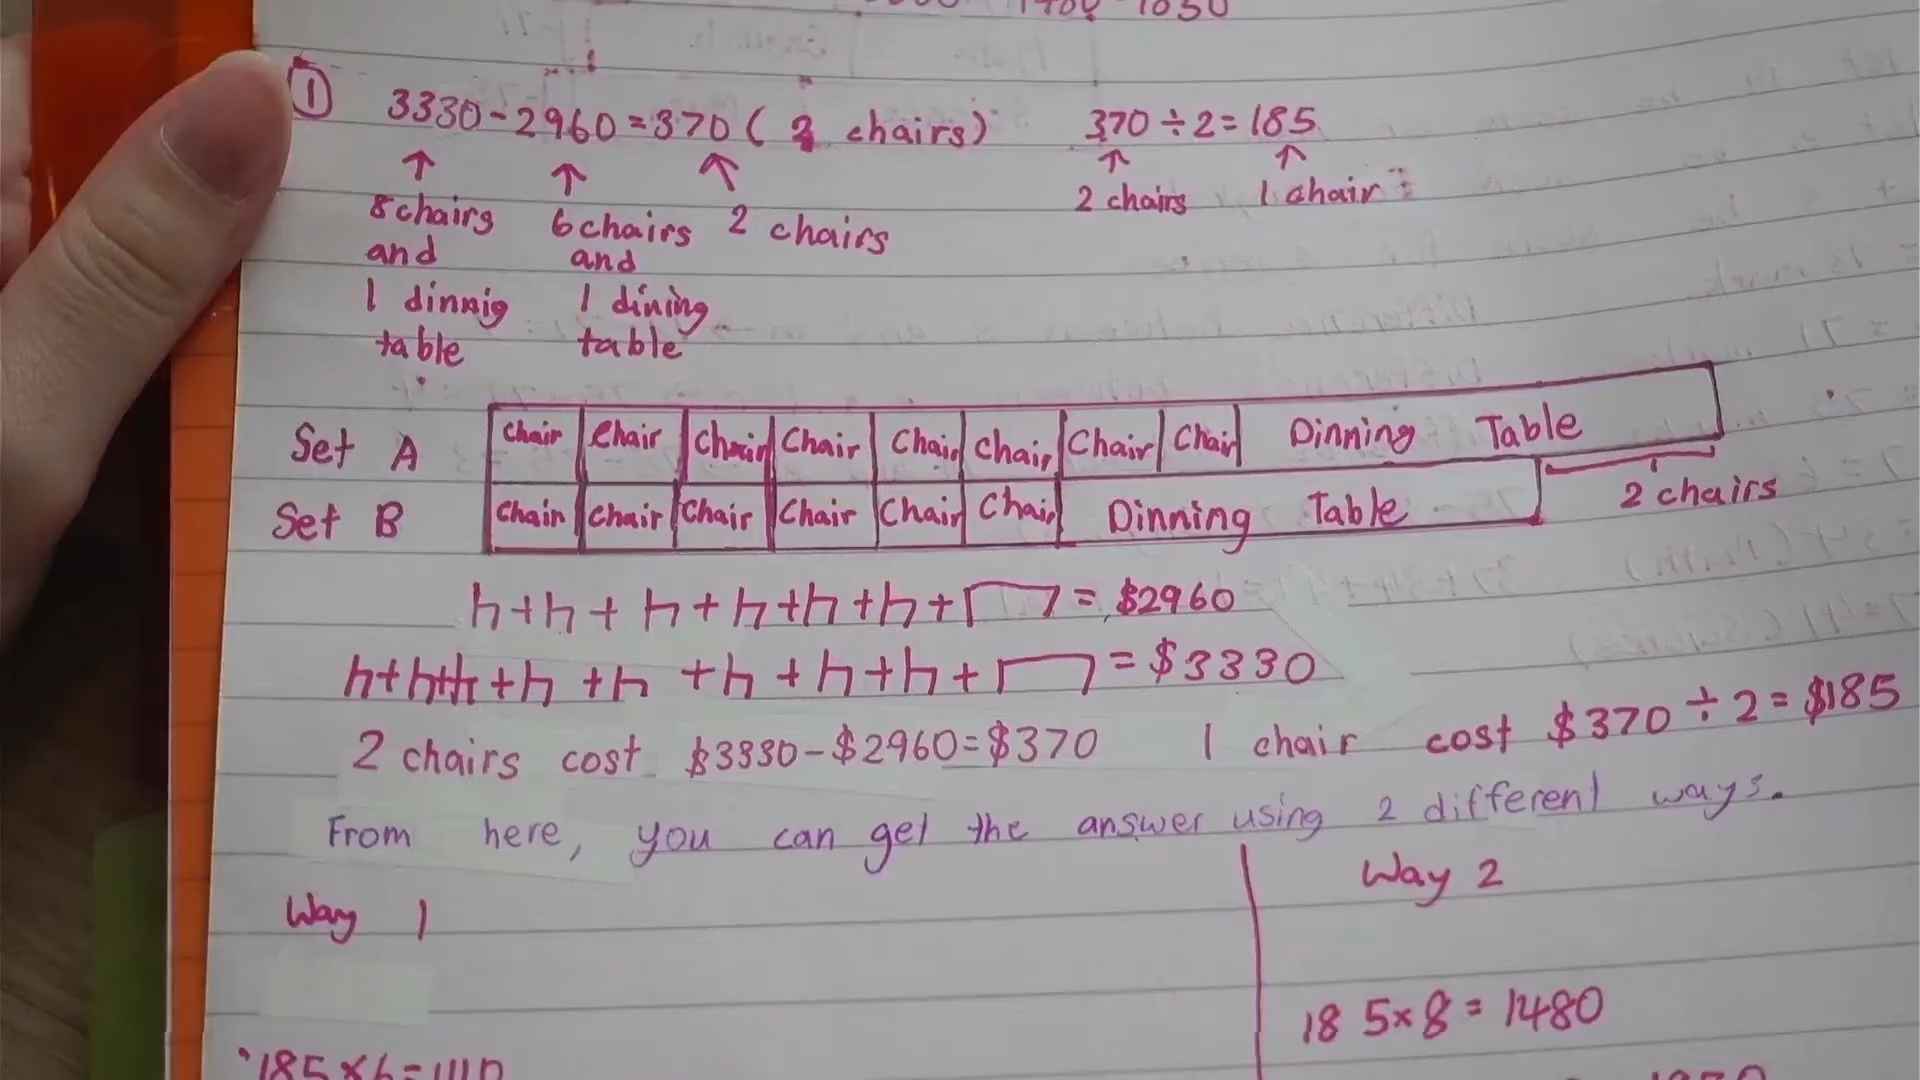 1 3330-2960=370 (2 chairs) 370÷2=185
8 chairs 6 chairs 2 chairs 2 chairs 1 chair
and and
1 dinnig 1 dining
table table
Set A Chair Chair Chair Chair Chair Chair Chair Chair Dinning Table
Set B Chair Chair Chair Chair Chair Chair Dinning Table 2 chairs
h+h+h+h+h+h+ = $2960
h+h+h+h+h+h+h+h+ = $3330
2 chairs cost $3330-$2960=$370 1 chair cost $370÷2=$185
From here, you can get the answer using 2 different ways.
Way 1 Way 2
185×8=1480
185×6=1110